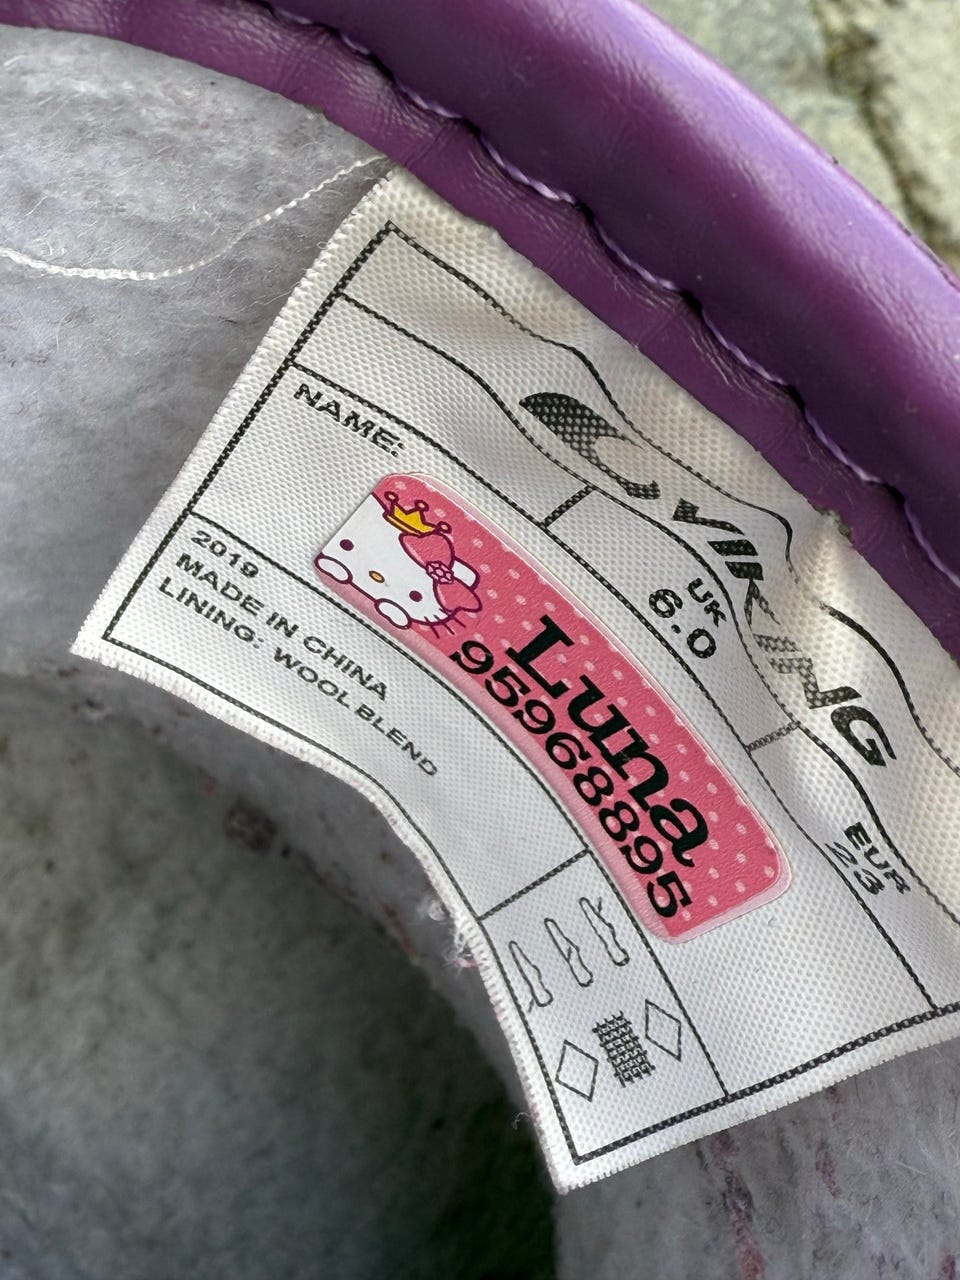 VIKING
UK
6.0
EUR
23
NAME:
Luna
95968895
2019
MADE IN CHINA
LINING: WOOL BLEND